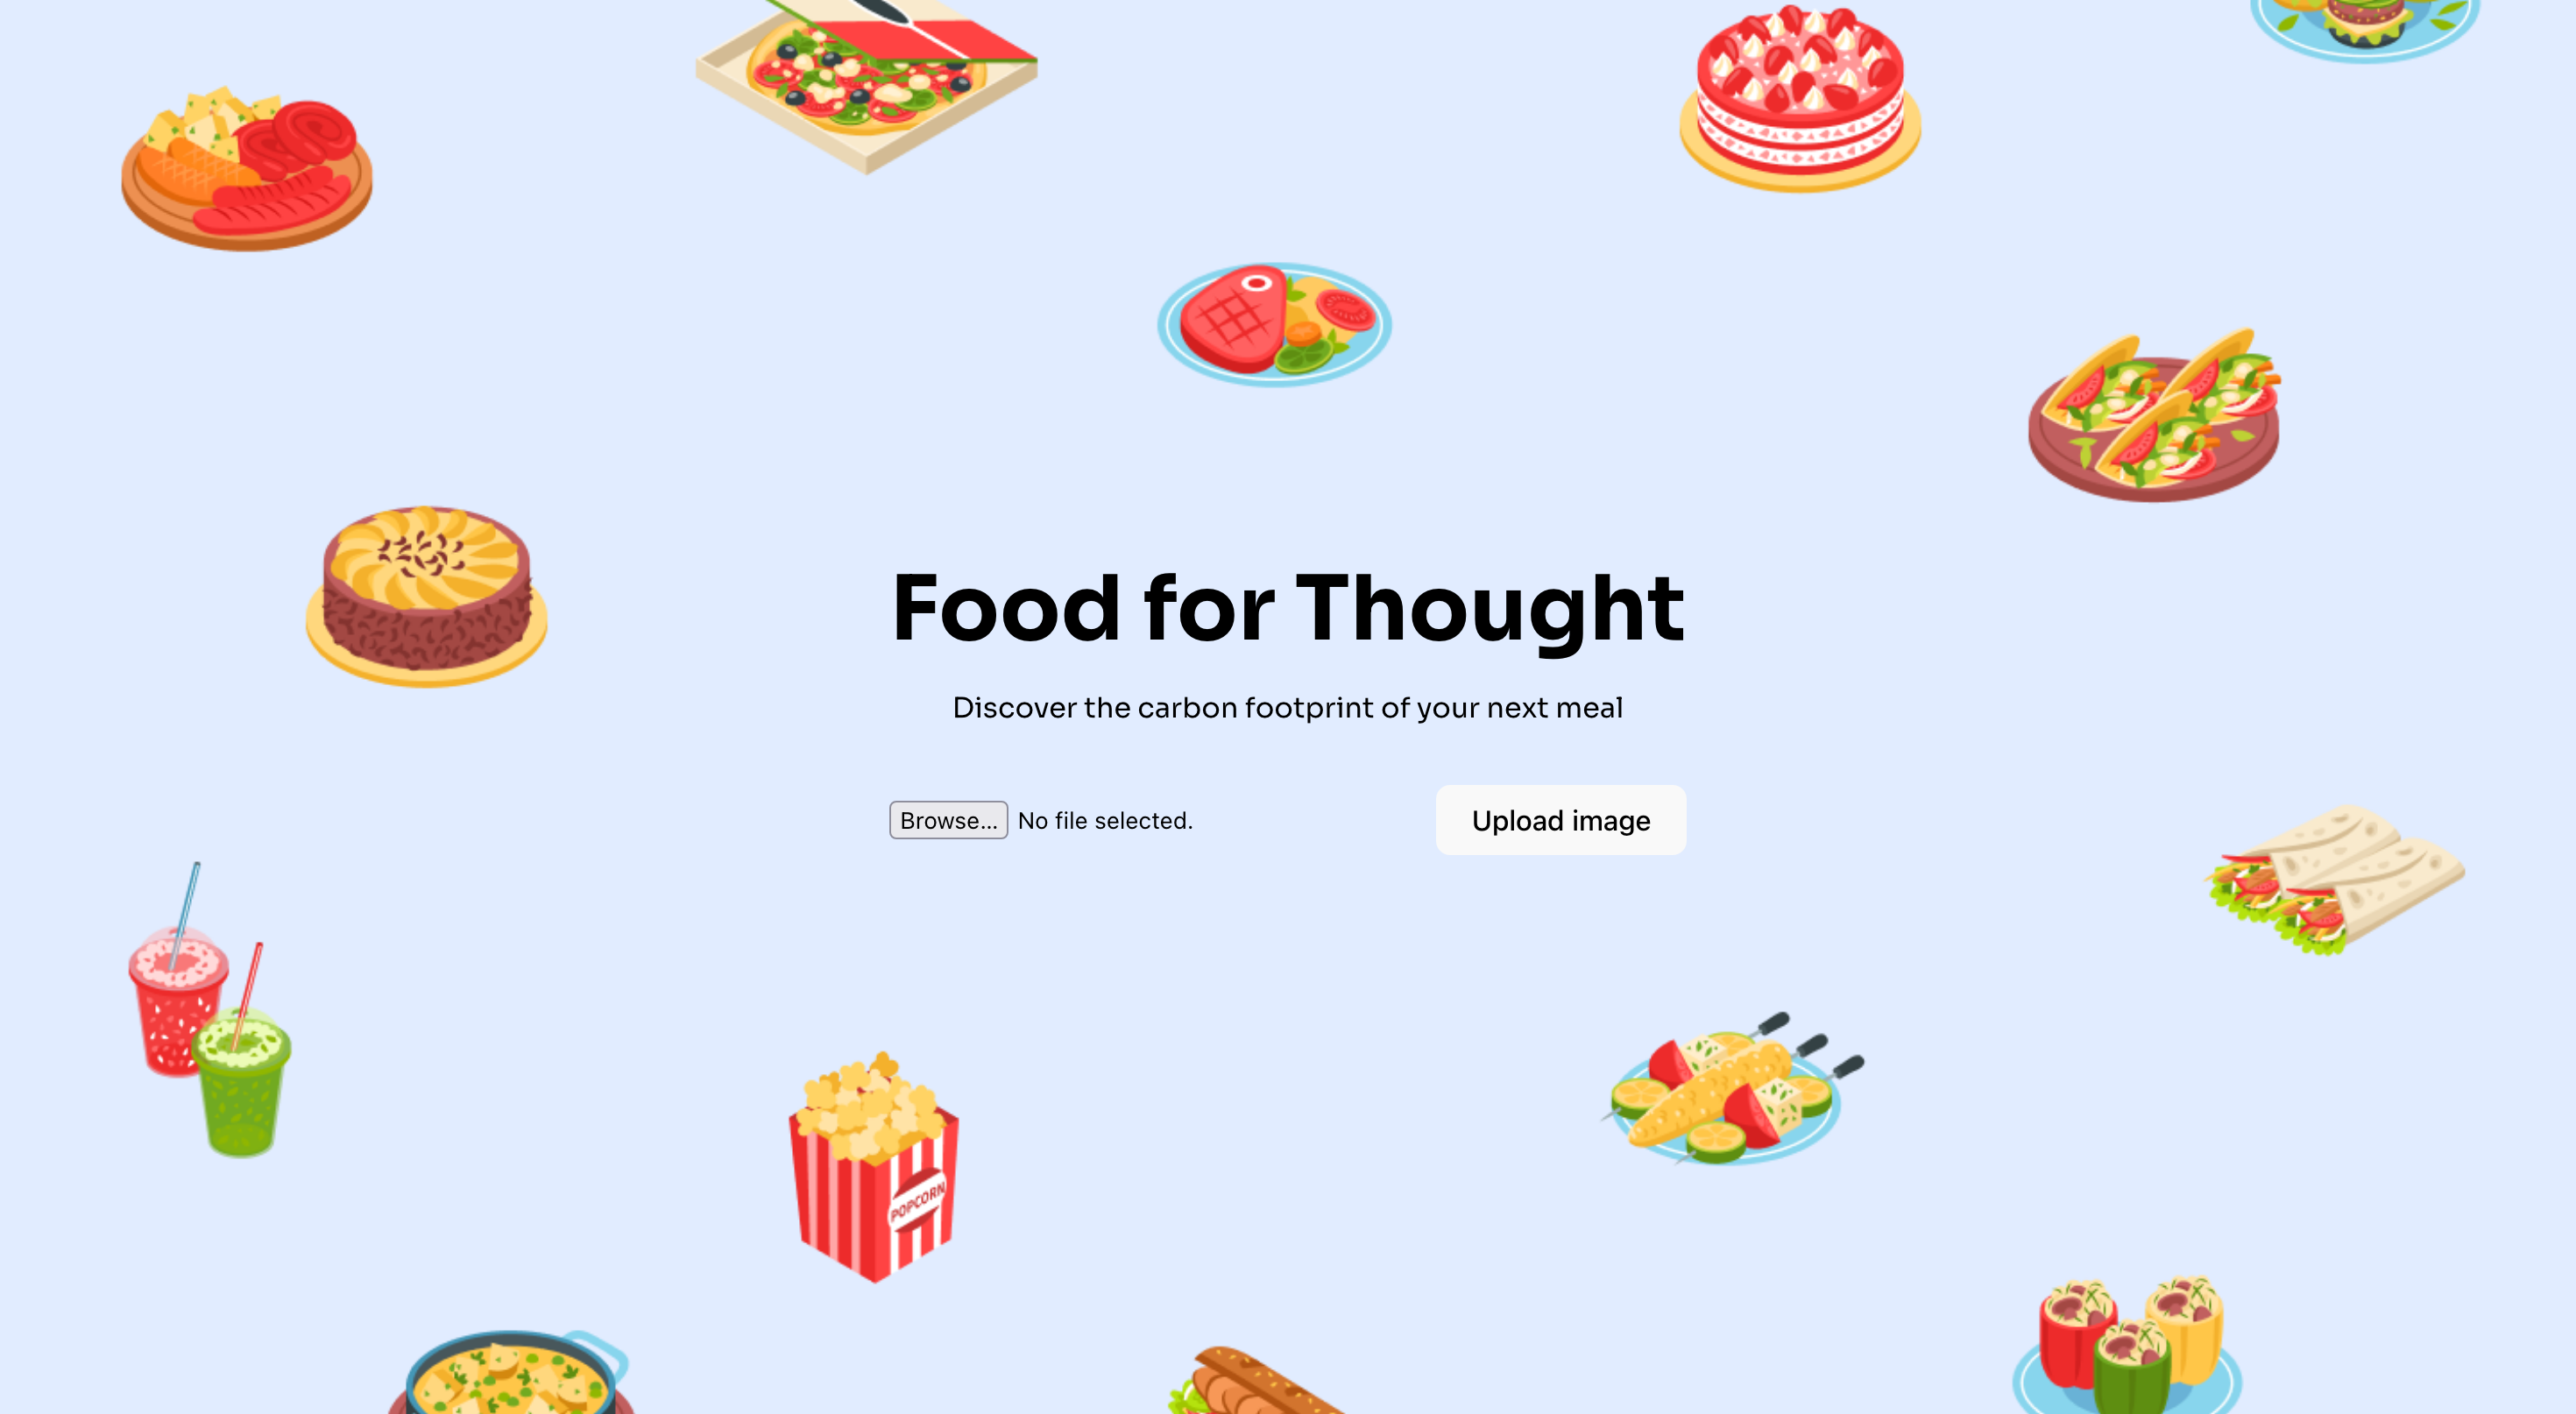 Food for Thought
Discover the carbon footprint of your next meal
Browse... No file selected.
Upload image
POPCORN